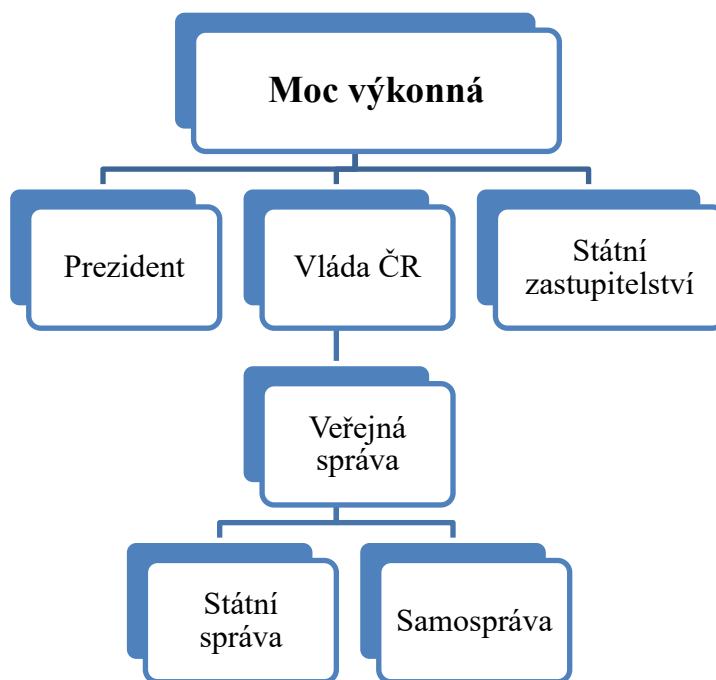 Moc výkonná
Prezident
Vláda ČR
Státní
zastupitelství
Veřejná
správa
Státní
správa
Samospráva